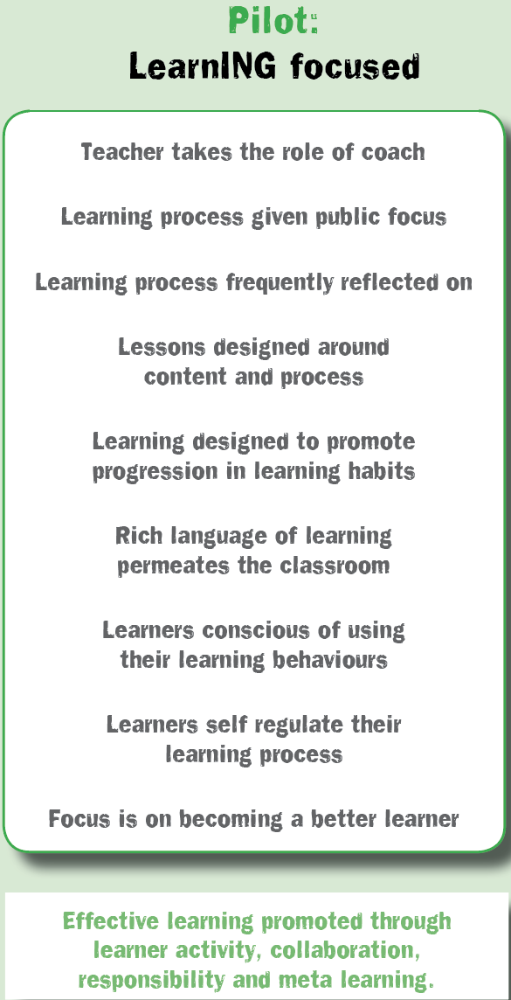 Pilot:
LearnING focused
Teacher takes the role of coach
Learning process given public focus
Learning process frequently reflected on
Lessons designed around
content and process
Learning designed to promote
progression in learning habits
Rich language of learning
permeates the classroom
Learners conscious of using
their learning behaviours
Learners self regulate their
learning process
Focus is on becoming a better learner
Effective learning promoted through
learner activity, collaboration,
responsibility and meta learning.